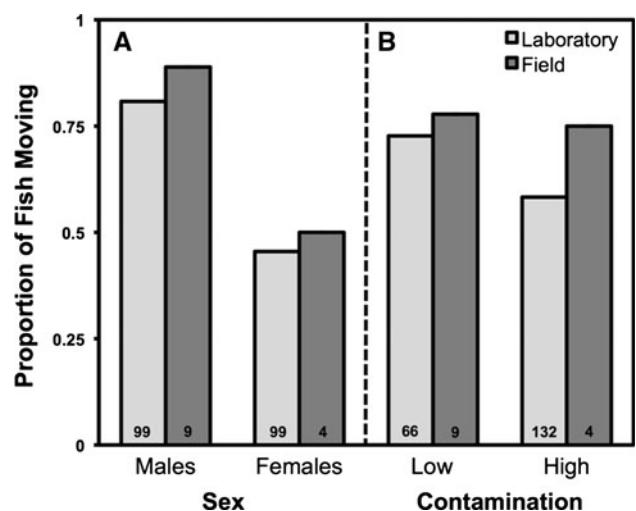 Proportion of Fish Moving
1
0.75
0.5
0.25
0
A
B
Laboratory
Field
99
9
99
4
66
9
132
4
Males
Females
Low
High
Sex
Contamination